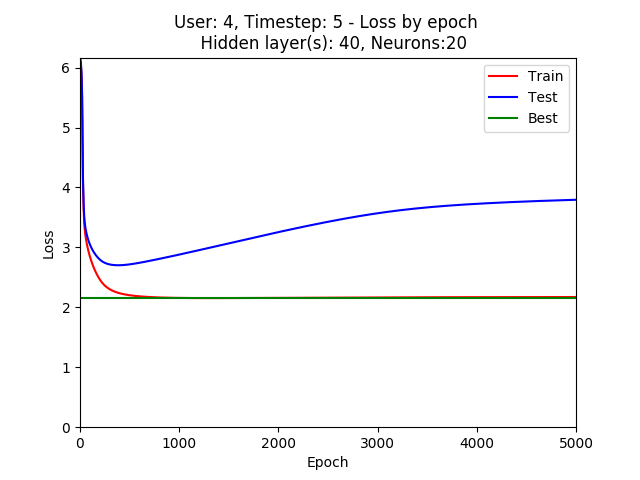 User: 4, Timestep: 5 - Loss by epoch
Hidden layer(s): 40, Neurons:20
6
5
4
3
2
1
0
Loss
Train
Test
Best
0 1000 2000 3000 4000 5000
Epoch